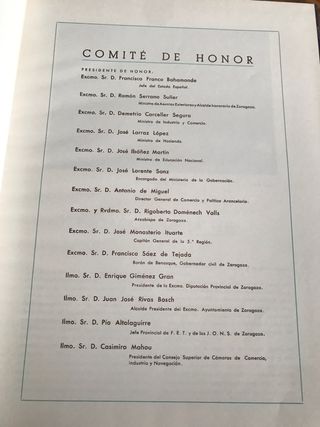 COMITÉ DE HONOR
PRESIDENTE DE HONOR.
Excmo. Sr. D. Francisco Franco Bahamonde
Jefe del Estado Español.
Excmo. Sr. D. Ramón Serrano Suñer
Ministro de Asuntos Exteriores y Alcalde honorario de Zaragoza.
Excmo. Sr. D. Demetrio Carceller Segura
Ministro de Industria y Comercio.
Excmo. Sr. D. José Larraz López
Ministro de Hacienda.
Excmo. Sr. D. José Ibáñez Martín
Ministro de Educación Nacional.
Excmo. Sr. D. José Lorente Sanz
Encargado del Ministerio de la Gobernación.
Excmo. Sr. D. Antonio de Miguel
Director General de Comercio y Política Arancelaria.
Excmo. y Rvdmo. Sr. D. Rigoberto Doménech Valls
Arzobispo de Zaragoza.
Excmo. Sr. D. José Monasterio Ituarte
Capitán General de la 5.ª Región.
Excmo. Sr. D. Francisco Sáez de Tejada
Barón de Benasque, Gobernador civil de Zaragoza.
Ilmo. Sr. D. Enrique Giménez Gran
Presidente de la Excma. Diputación Provincial de Zaragoza.
Ilmo. Sr. D. Juan José Rivas Bosch
Alcalde Presidente del Excmo. Ayuntamiento de Zaragoza.
Ilmo. Sr. D. Pío Altolaguirre
Jefe Provincial de F. E. T. y de las J. O. N. S. de Zaragoza.
Ilmo. Sr. D. Casimiro Mahou
Presidente del Consejo Superior de Cámaras de Comercio,
Industria y Navegación.